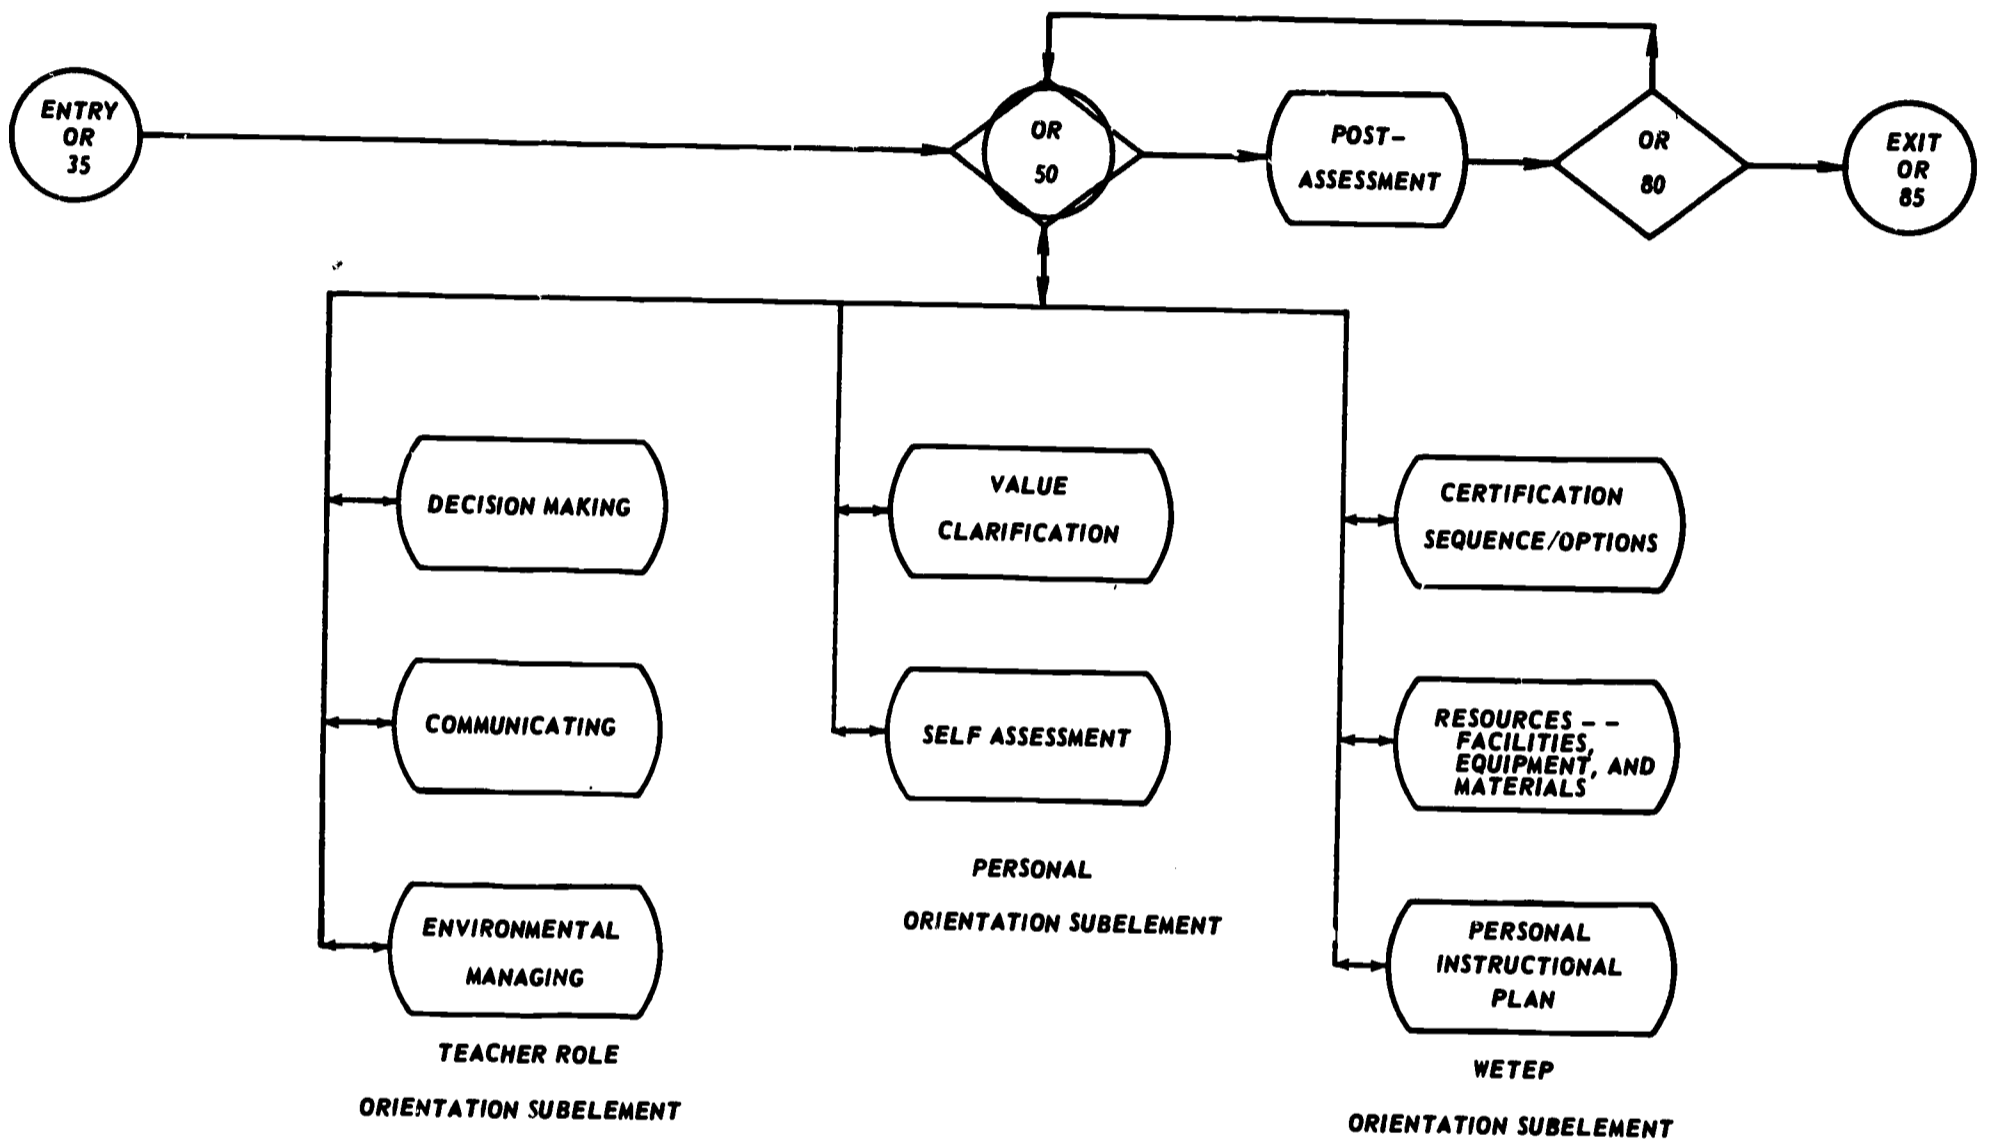 ENTRY
OR
35
OR
50
POST-
ASSESSMENT
OR
80
EXIT
OR
85
DECISION MAKING
COMMUNICATING
ENVIRONMENTAL
MANAGING
TEACHER ROLE
ORIENTATION SUBELEMENT
VALUE
CLARIFICATION
SELF ASSESSMENT
PERSONAL
ORIENTATION SUBELEMENT
CERTIFICATION
SEQUENCE/OPTIONS
RESOURCES - -
FACILITIES,
EQUIPMENT, AND
MATERIALS
PERSONAL
INSTRUCTIONAL
PLAN
WETEP
ORIENTATION SUBELEMENT